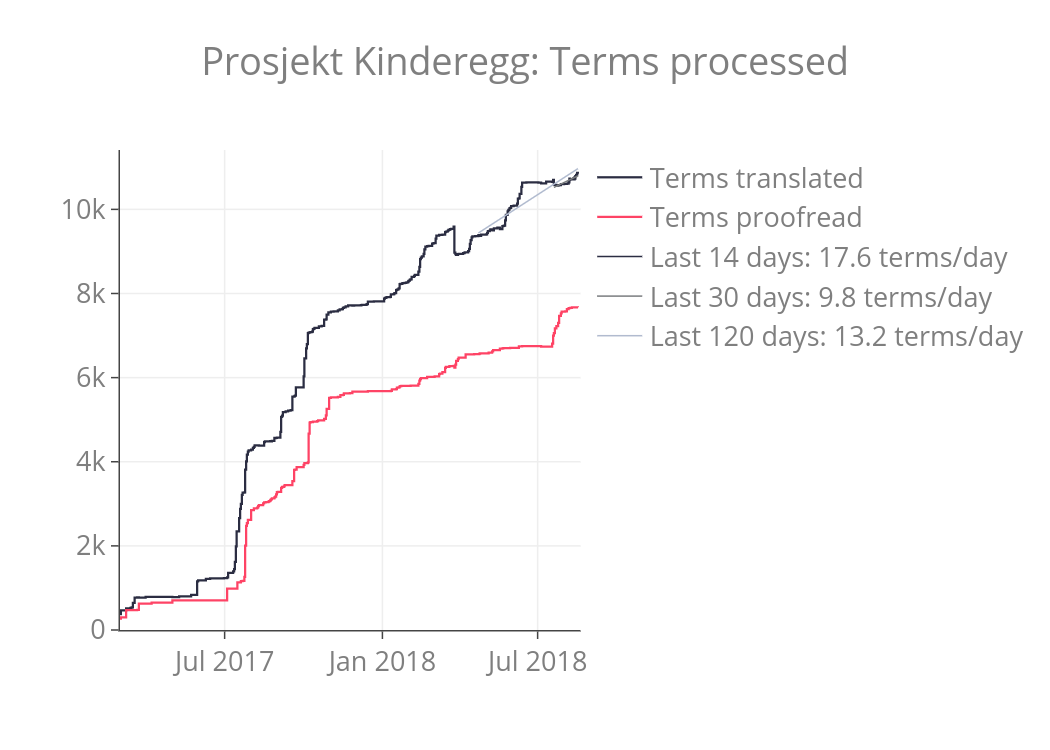 Prosjekt Kinderegg: Terms processed
Terms translated
Terms proofread
Last 14 days: 17.6 terms/day
Last 30 days: 9.8 terms/day
Last 120 days: 13.2 terms/day
10k
8k
6k
4k
2k
0
Jul 2017
Jan 2018
Jul 2018